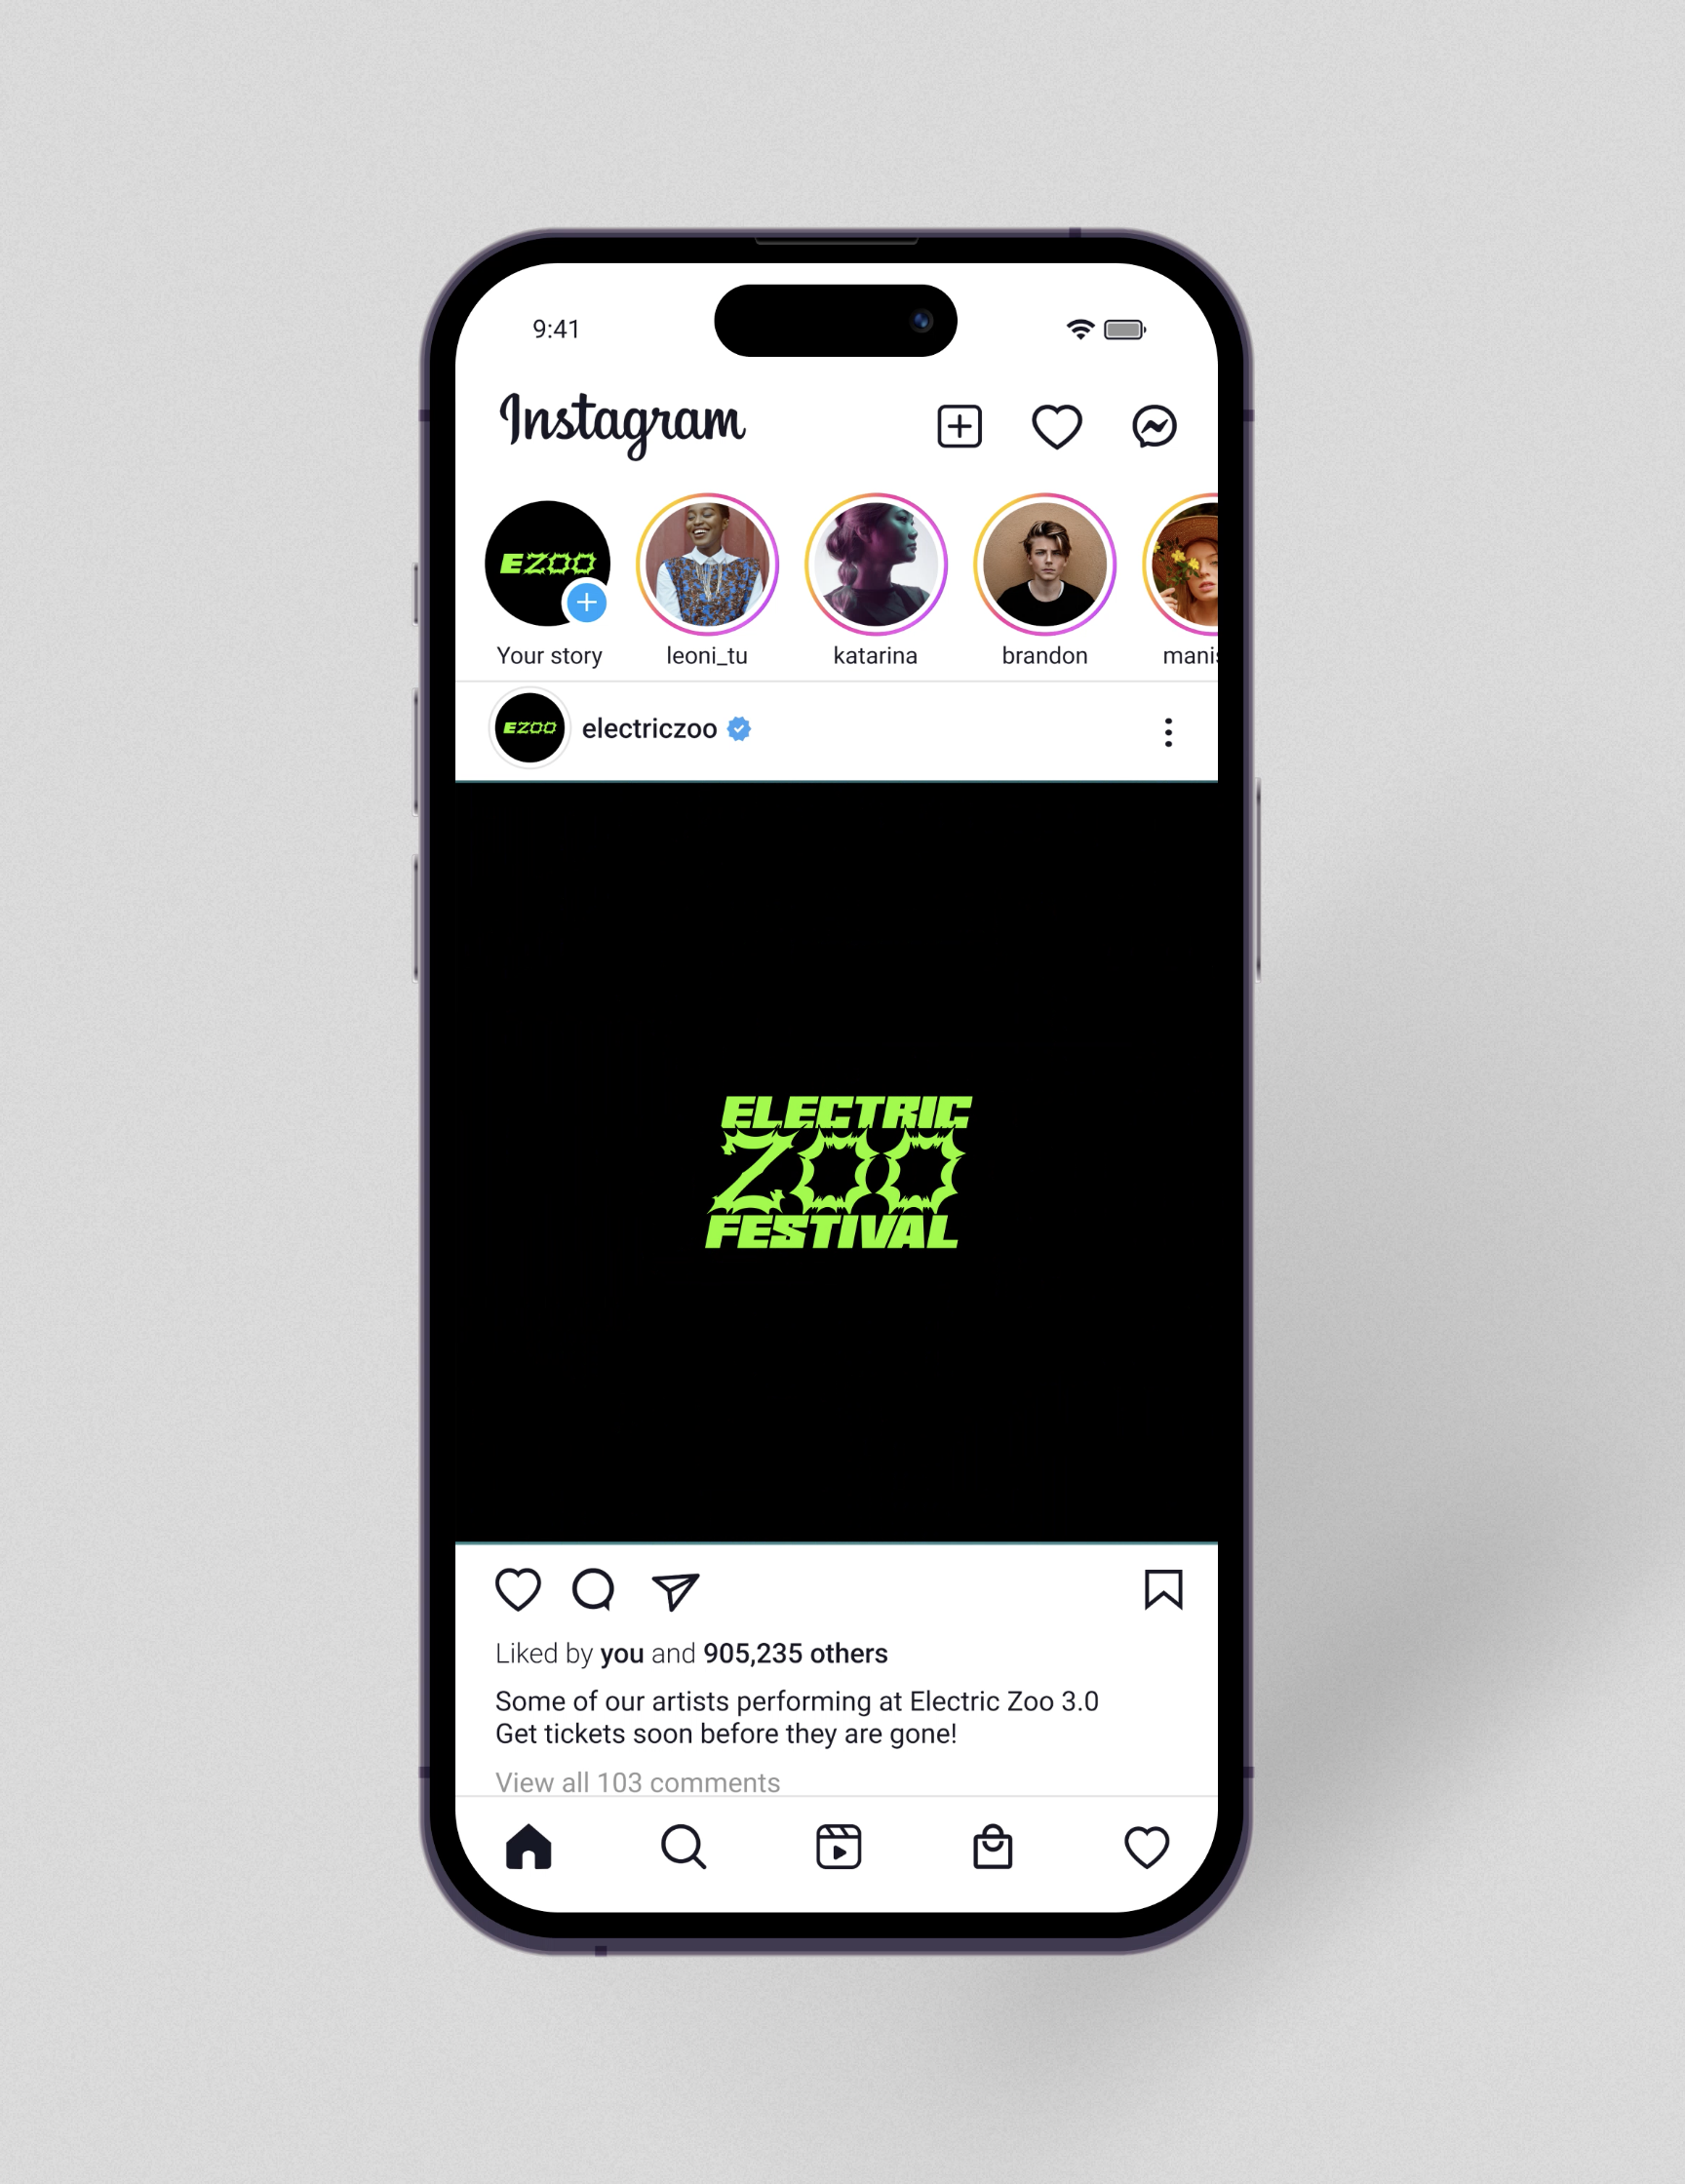 9:41
Instagram
EZOO
Your story
leoni_tu
katarina
brandon
EZOO
electriczoo
ELECTRIC
ZOO
FESTIVAL
Liked by you and 905,235 others
Some of our artists performing at Electric Zoo 3.0
Get tickets soon before they are gone!
View all 103 comments